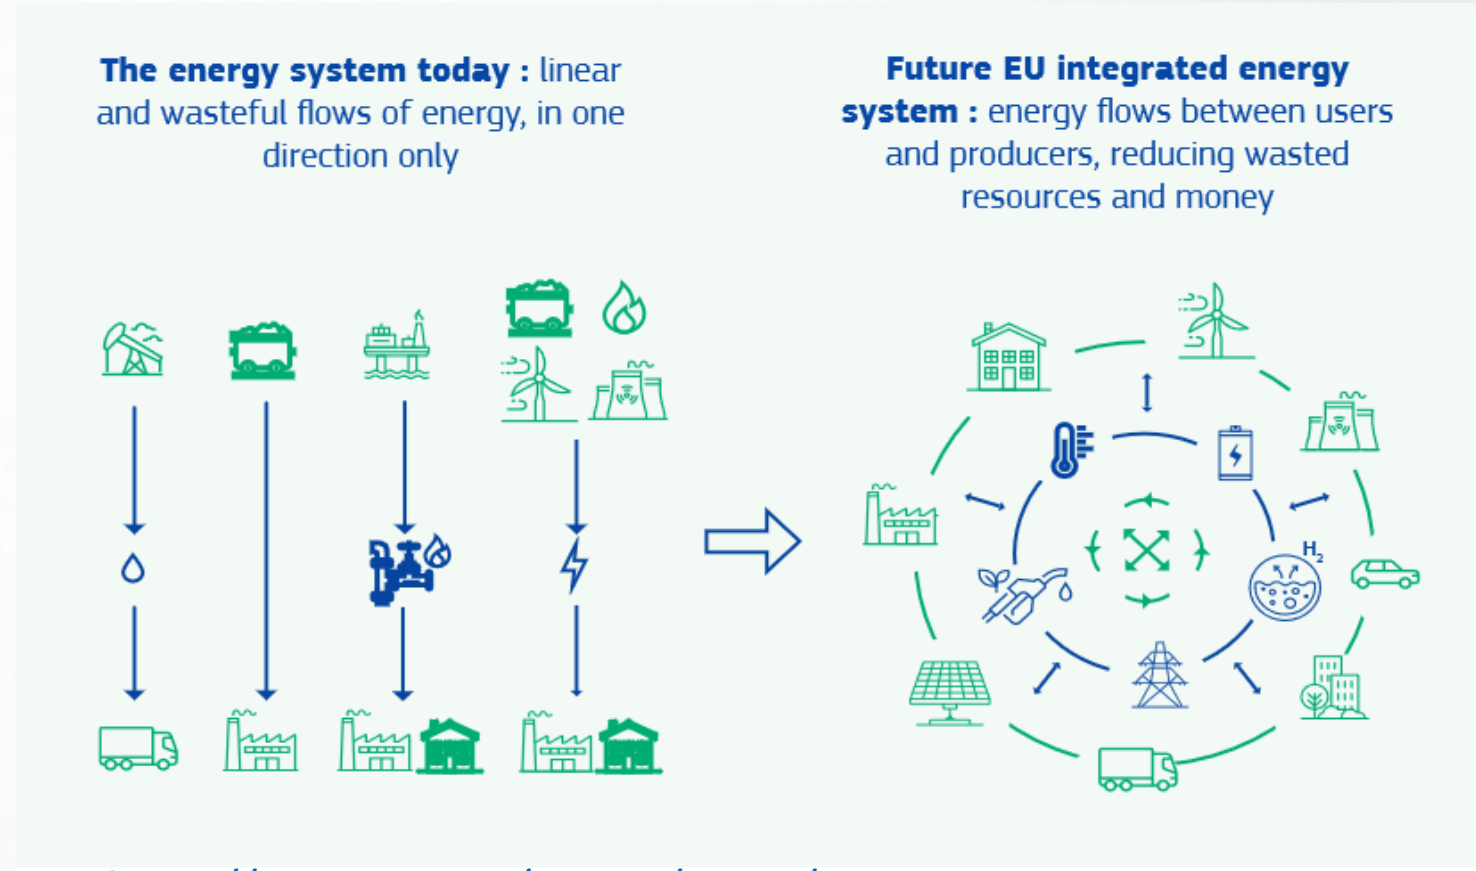 The energy system today : linear
and wasteful flows of energy, in one
direction only
Future EU integrated energy
system : energy flows between users
and producers, reducing wasted
resources and money
H₂